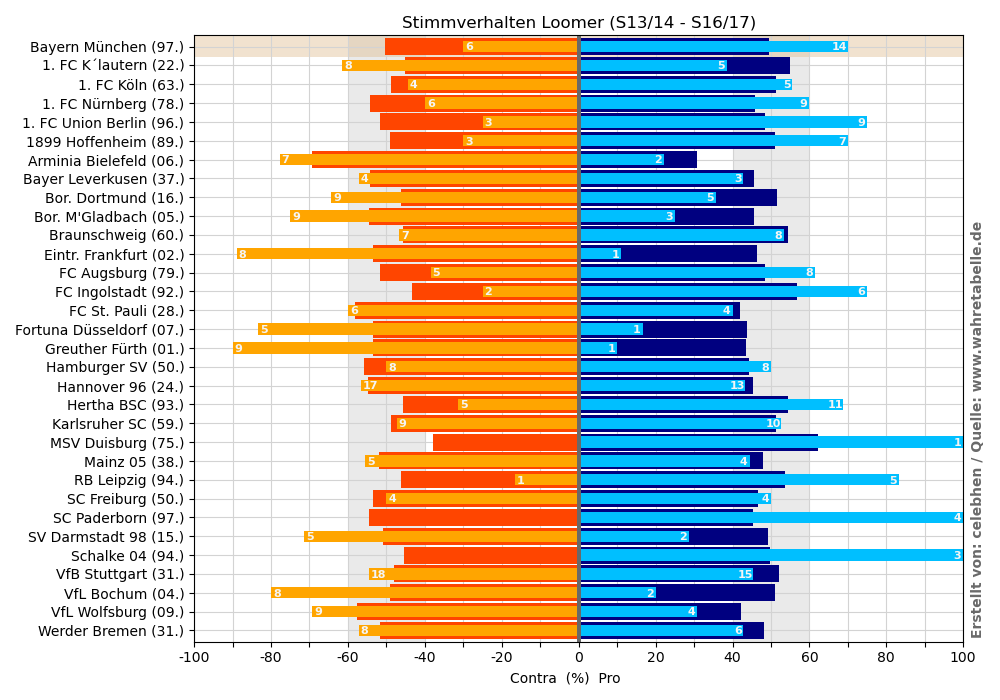 Stimmverhalten Loomer (S13/14 - S16/17)
Bayern München (97.) 6 14
1. FC K´lautern (22.) 8 5
1. FC Köln (63.) 4 5
1. FC Nürnberg (78.) 6 9
1. FC Union Berlin (96.) 3 9
1899 Hoffenheim (89.) 3 7
Arminia Bielefeld (06.) 7 2
Bayer Leverkusen (37.) 4 3
Bor. Dortmund (16.) 9 5
Bor. M'Gladbach (05.) 9 3
Braunschweig (60.) 7 8
Eintr. Frankfurt (02.) 8 1
FC Augsburg (79.) 5 8
FC Ingolstadt (92.) 2 6
FC St. Pauli (28.) 6 4
Fortuna Düsseldorf (07.) 5 1
Greuther Fürth (01.) 9 1
Hamburger SV (50.) 8 8
Hannover 96 (24.) 17 13
Hertha BSC (93.) 5 11
Karlsruher SC (59.) 9 10
MSV Duisburg (75.) 1
Mainz 05 (38.) 5 4
RB Leipzig (94.) 1 5
SC Freiburg (50.) 4 4
SC Paderborn (97.) 4
SV Darmstadt 98 (15.) 5 2
Schalke 04 (94.) 3
VfB Stuttgart (31.) 18 15
VfL Bochum (04.) 8 2
VfL Wolfsburg (09.) 9 4
Werder Bremen (31.) 8 6
-100 -80 -60 -40 -20 0 20 40 60 80 100
Contra (%) Pro
Erstellt von: celebhen / Quelle: www.wahretabelle.de